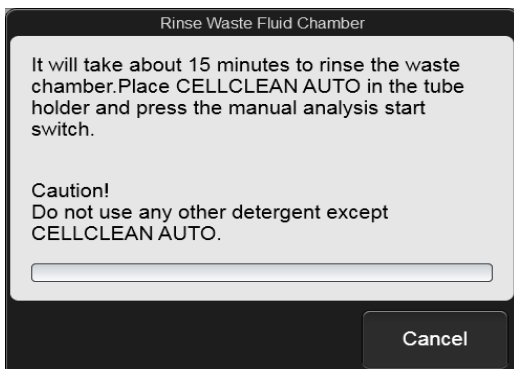 Rinse Waste Fluid Chamber
It will take about 15 minutes to rinse the waste
chamber.Place CELLCLEAN AUTO in the tube
holder and press the manual analysis start
switch.
Caution!
Do not use any other detergent except
CELLCLEAN AUTO.
Cancel